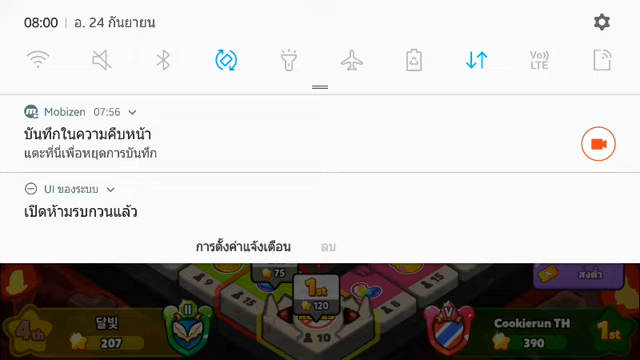 08:00 | อ. 24 กันยายน
Vo))
LTE
Mobizen 07:56
บันทึกในความคืบหน้า
แตะที่นี่เพื่อหยุดการบันทึก
UI ของระบบ
เปิดห้ามรบกวนแล้ว
การตั้งค่าแจ้งเตือน ลบ
75
1st
120
9
15
8
15
10
ส่งตั๋ว
4th
달빛
207
II
V
Cookierun TH
390
1st